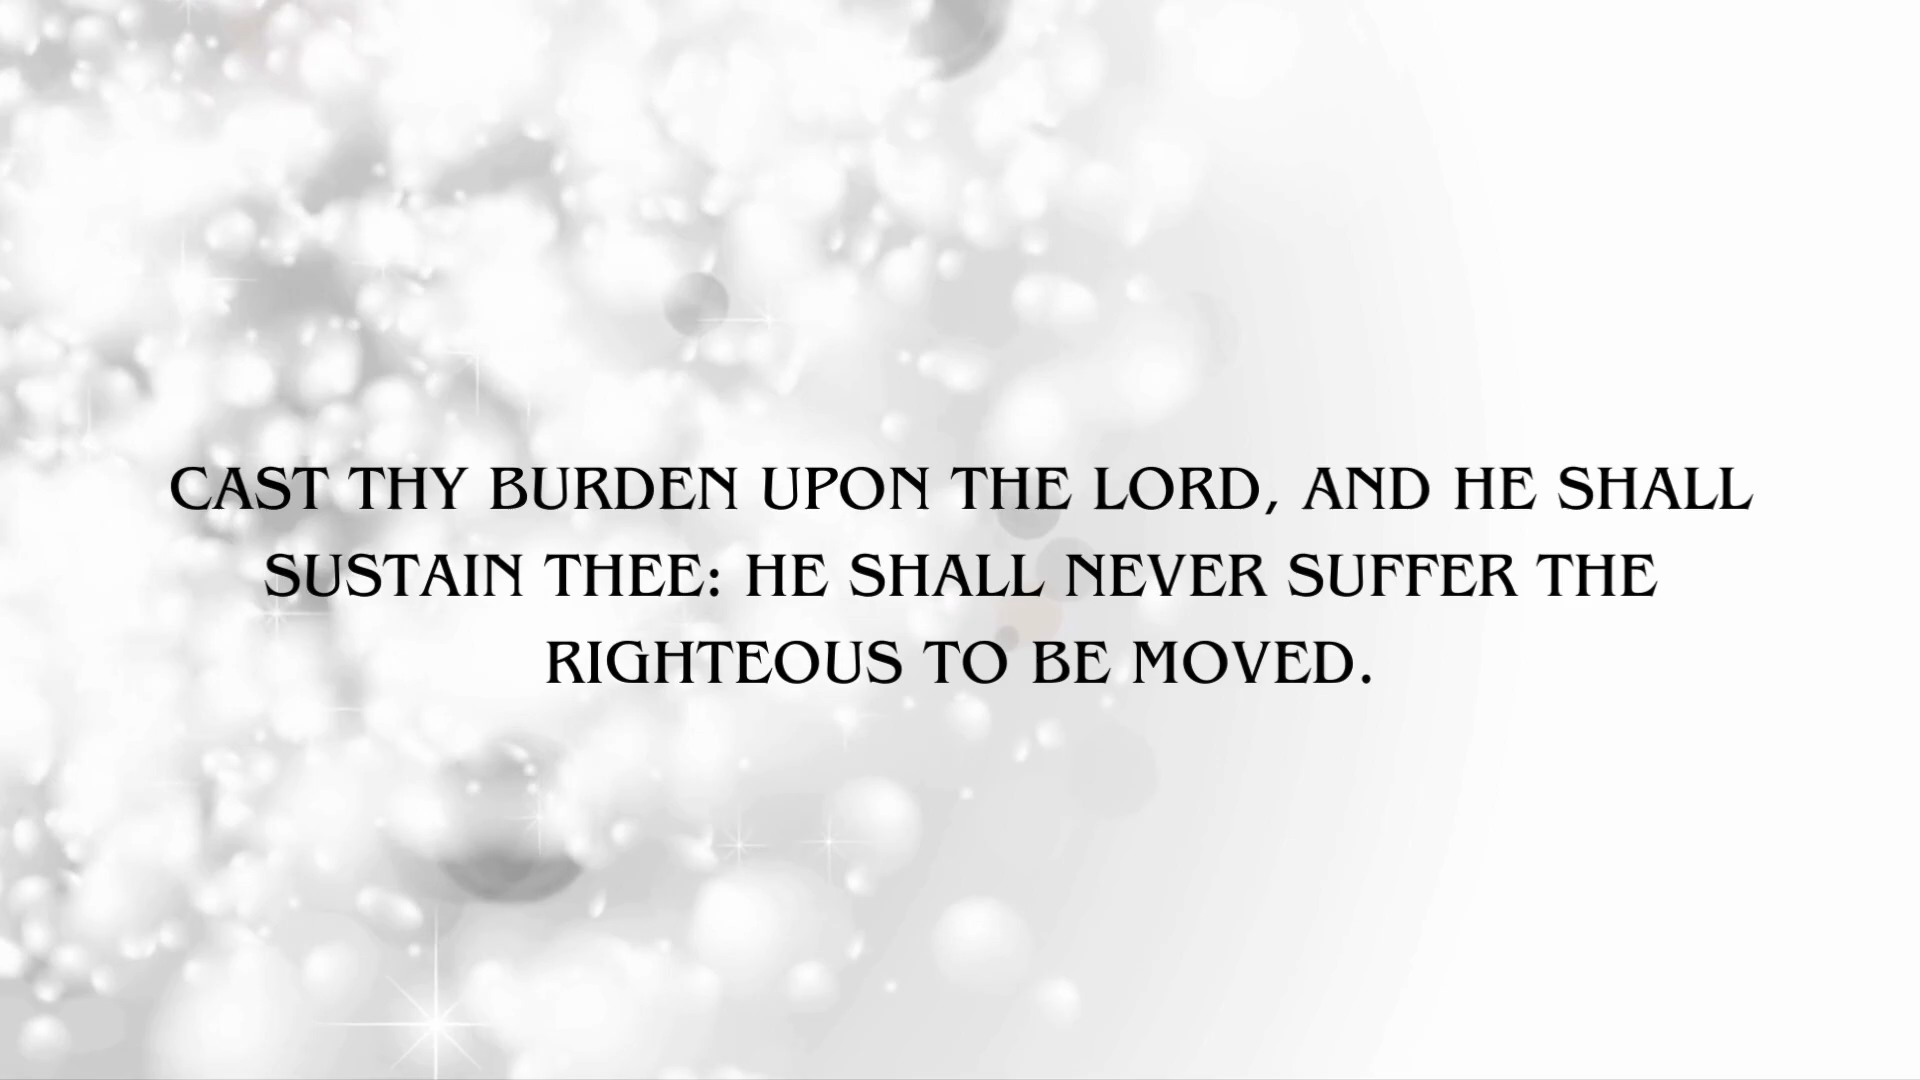 CAST THY BURDEN UPON THE LORD, AND HE SHALL
SUSTAIN THEE: HE SHALL NEVER SUFFER THE
RIGHTEOUS TO BE MOVED.